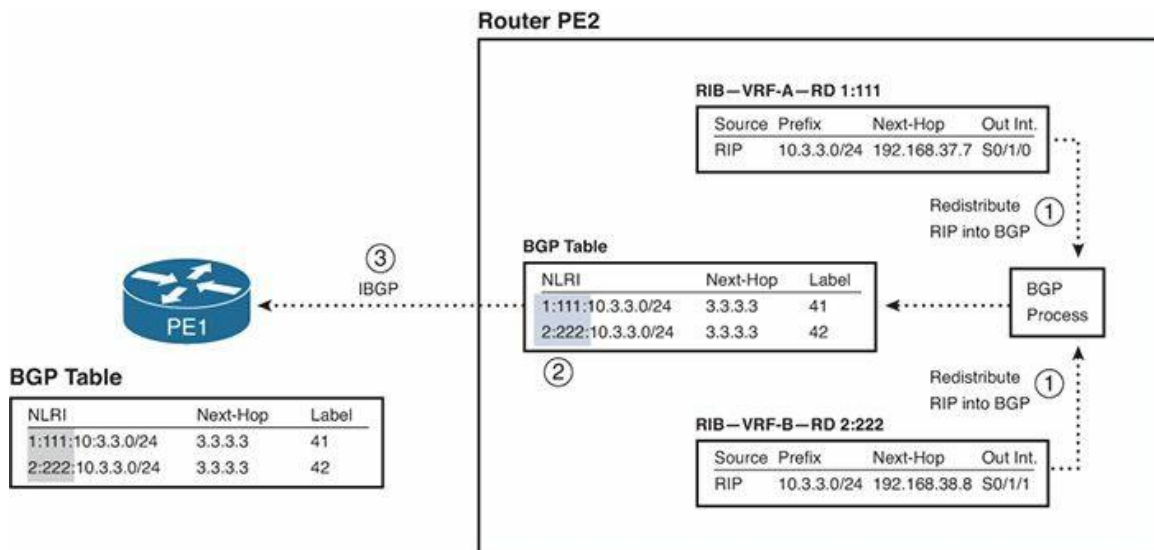 Router PE2
RIB—VRF-A—RD 1:111
Source Prefix Next-Hop Out Int.
RIP 10.3.3.0/24 192.168.37.7 S0/1/0
Redistribute 1
RIP into BGP
BGP Table
NLRI Next-Hop Label
1:111:10.3.3.0/24 3.3.3.3 41
2:222:10.3.3.0/24 3.3.3.3 42
2
BGP
Process
3
IBGP
PE1
Redistribute 1
RIP into BGP
BGP Table
NLRI Next-Hop Label
1:111:10:3.3.0/24 3.3.3.3 41
2:222:10.3.3.0/24 3.3.3.3 42
RIB—VRF-B—RD 2:222
Source Prefix Next-Hop Out Int.
RIP 10.3.3.0/24 192.168.38.8 S0/1/1